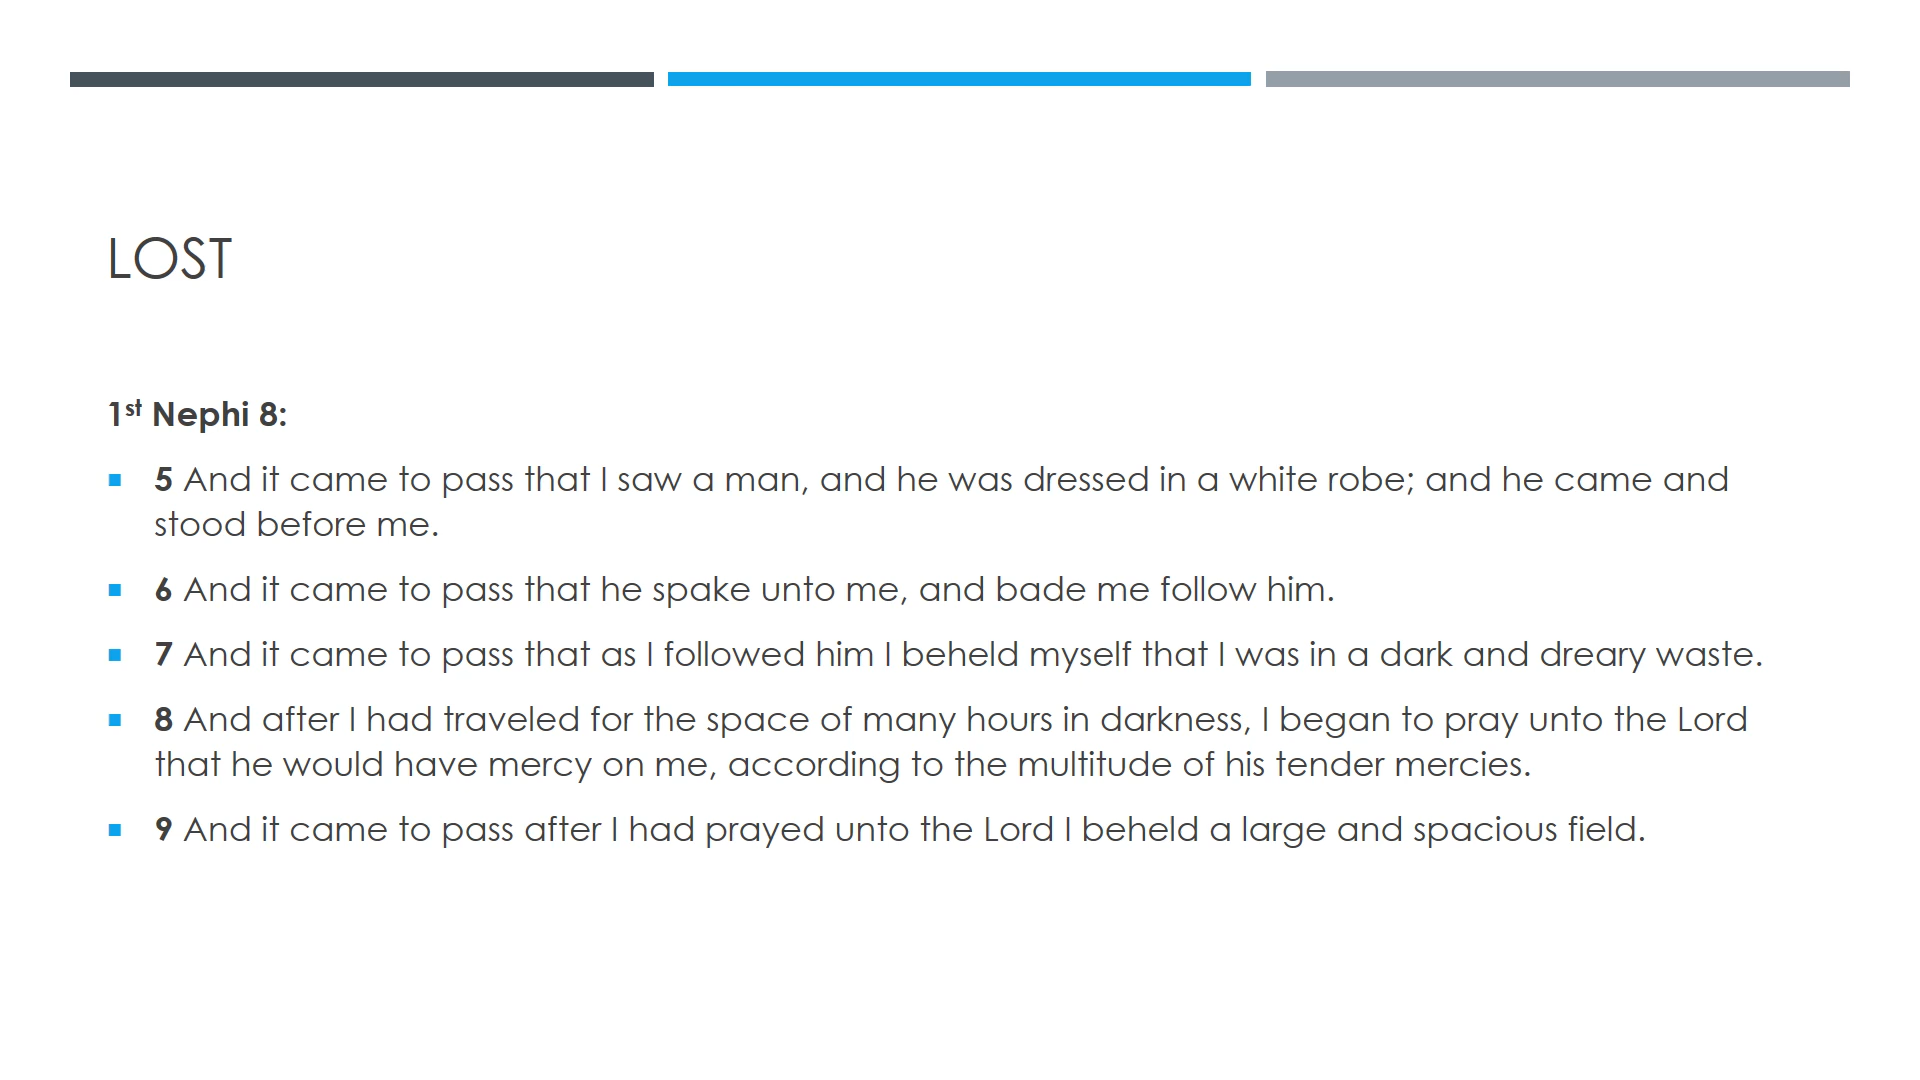 LOST
1st Nephi 8:
5 And it came to pass that I saw a man, and he was dressed in a white robe; and he came and
stood before me.
6 And it came to pass that he spake unto me, and bade me follow him.
7 And it came to pass that as I followed him I beheld myself that I was in a dark and dreary waste.
8 And after I had traveled for the space of many hours in darkness, I began to pray unto the Lord
that he would have mercy on me, according to the multitude of his tender mercies.
9 And it came to pass after I had prayed unto the Lord I beheld a large and spacious field.